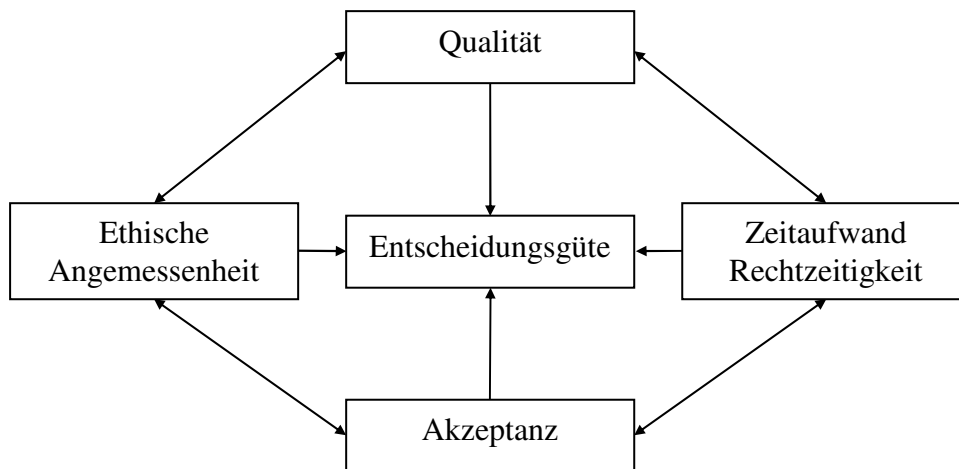 Qualität
Ethische
Angemessenheit
Entscheidungsgüte
Zeitaufwand
Rechtzeitigkeit
Akzeptanz